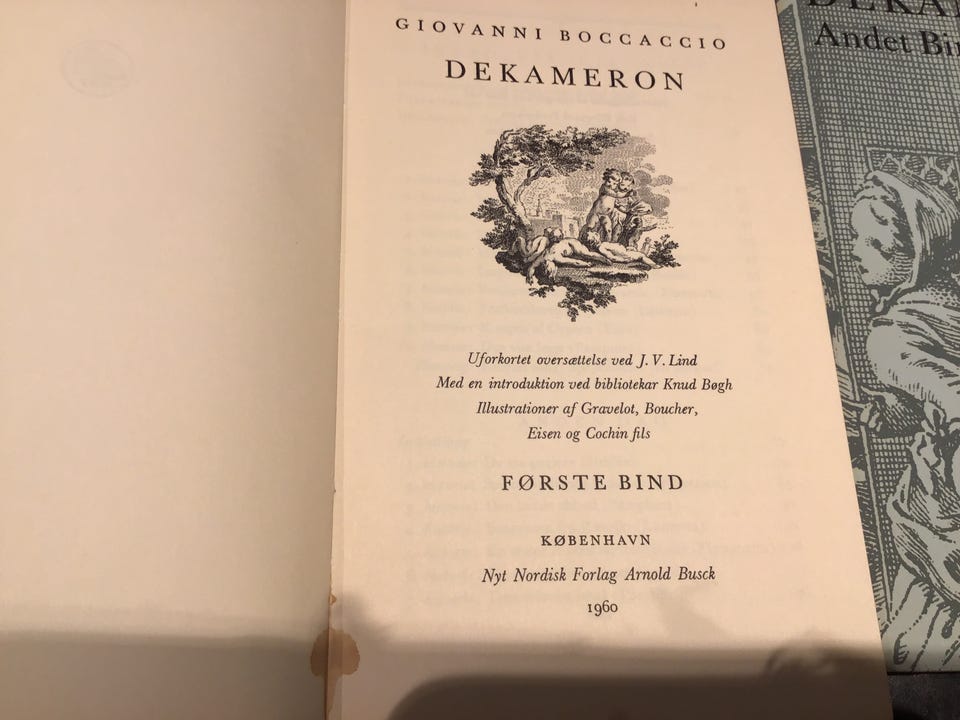 GIOVANNI BOCCACCIO
DEKAMERON
Uforkortet oversættelse ved J. V. Lind
Med en introduktion ved bibliotekar Knud Bøgh
Illustrationer af Gravelot, Boucher,
Eisen og Cochin fils
FØRSTE BIND
KØBENHAVN
Nyt Nordisk Forlag Arnold Busck
1960
Andet